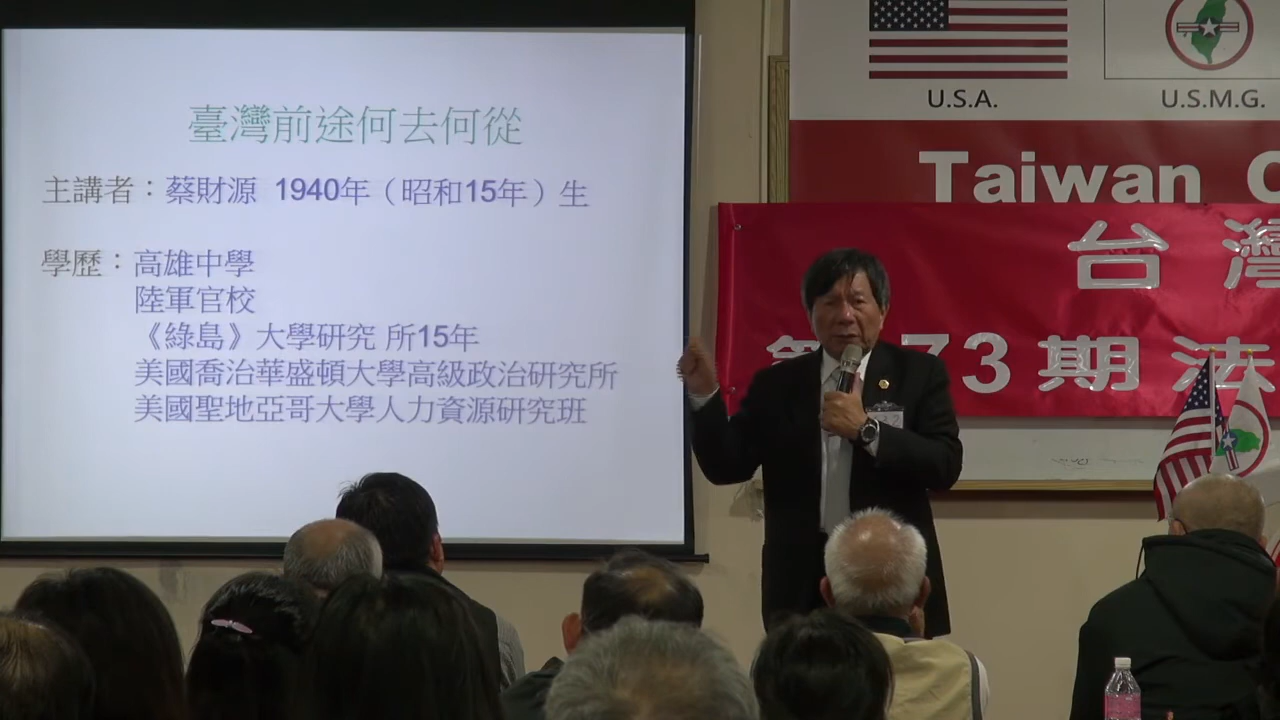 臺灣前途何去何從
主講者：蔡財源 1940年（昭和15年）生
學歷：高雄中學
陸軍官校
《綠島》大學研究 所15年
美國喬治華盛頓大學高級政治研究所
美國聖地亞哥大學人力資源研究班
U.S.A.
U.S.M.G.
Taiwan C
台灣
第 73期法